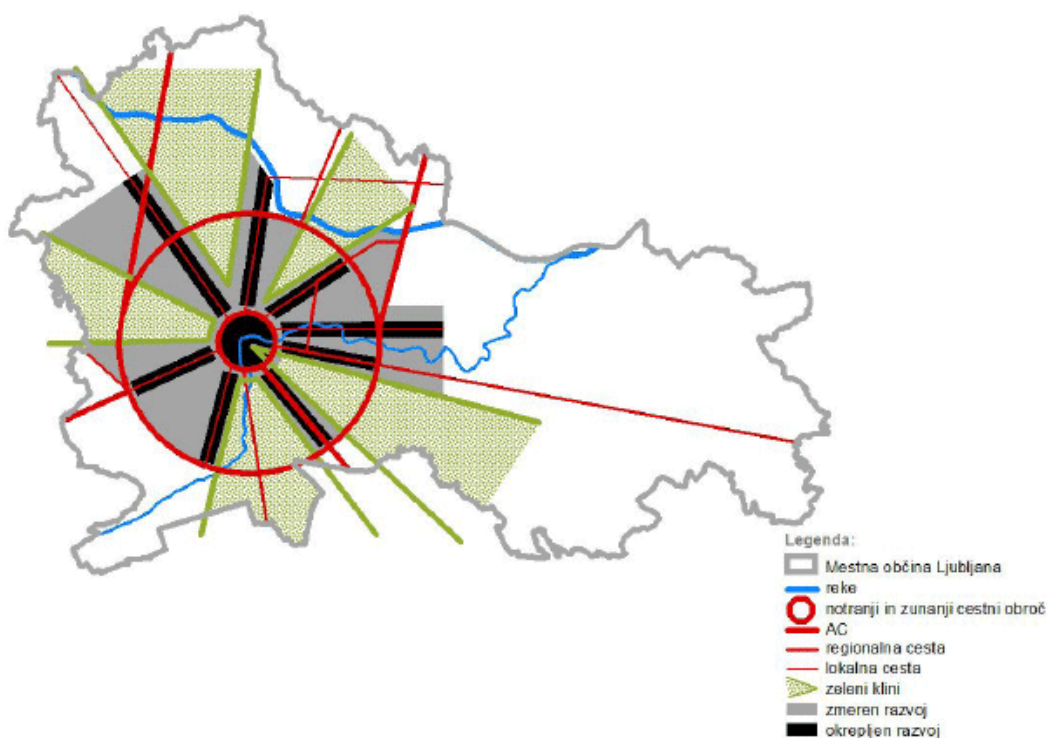 Legenda:
Mestna občina Ljubljana
reke
notranji in zunanji cestni obroč
AC
regionalna cesta
lokalna cesta
zeleni klini
zmeren razvoj
okrepljen razvoj